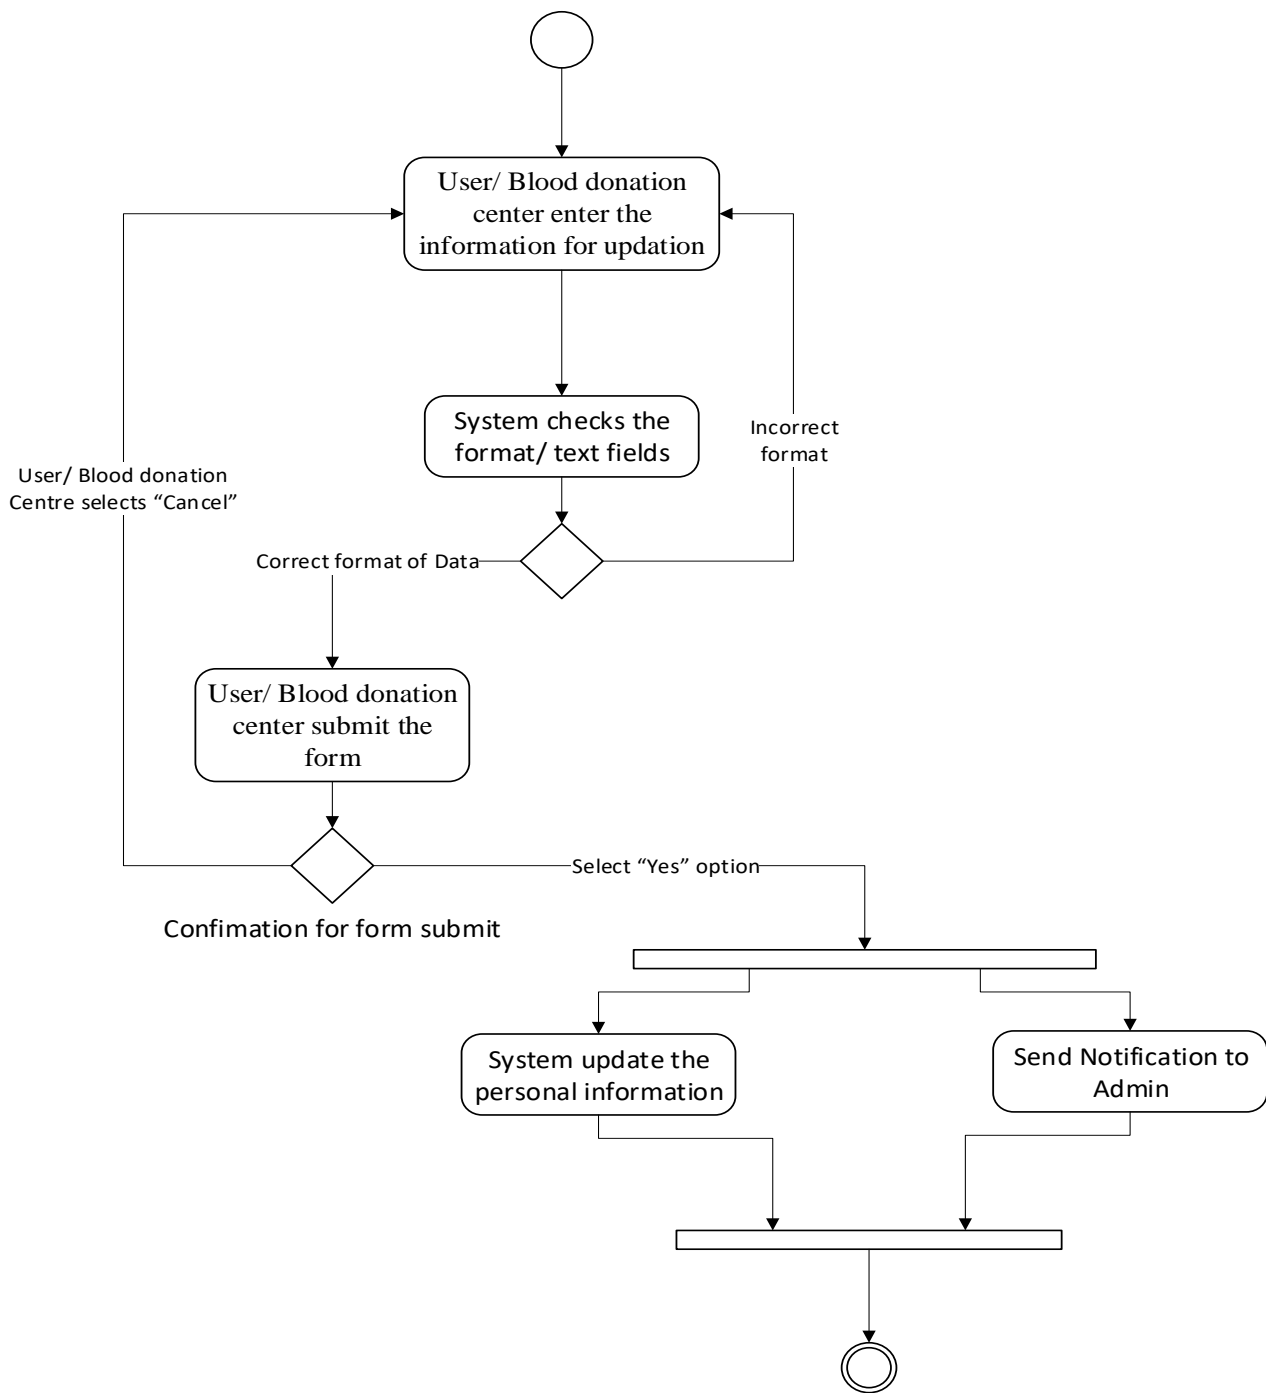 User/ Blood donation
center enter the
information for updation
System checks the
format/ text fields
Incorrect
format
User/ Blood donation
Centre selects “Cancel”
Correct format of Data
User/ Blood donation
center submit the
form
Select “Yes” option
Confimation for form submit
System update the
personal information
Send Notification to
Admin